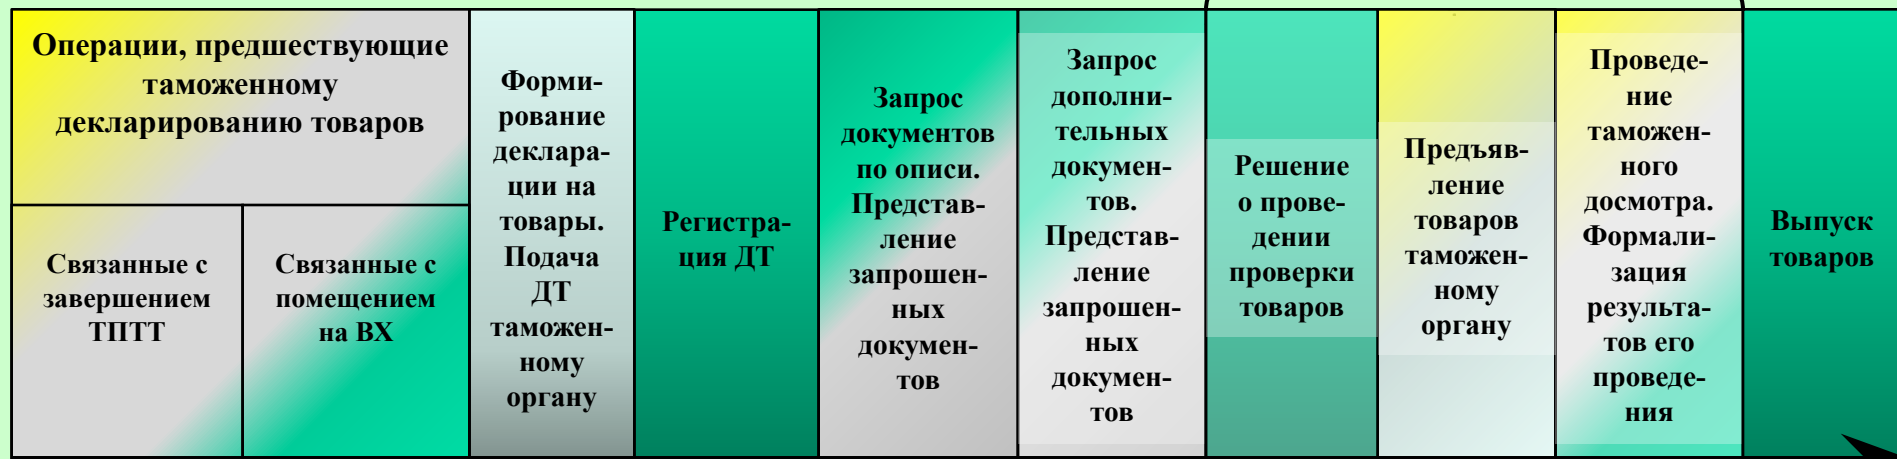 Операции, предшествующие
таможенному
декларированию товаров
Связанные с
завершением
ТПТТ
Связанные с
помещением
на ВХ
Форми-
рование
деклара-
ции на
товары.
Подача
ДТ
таможен-
ному
органу
Регистра-
ция ДТ
Запрос
документов
по описи.
Представ-
ление
запрошен-
ных
докумен-
тов
Запрос
дополни-
тельных
докумен-
тов.
Представ-
ление
запрошен-
ных
докумен-
тов
Решение
о прове-
дении
проверки
товаров
Предъяв-
ление
товаров
таможен-
ному
органу
Проведе-
ние
таможен-
ного
досмотра.
Формали-
зация
результа-
тов его
проведе-
ния
Выпуск
товаров